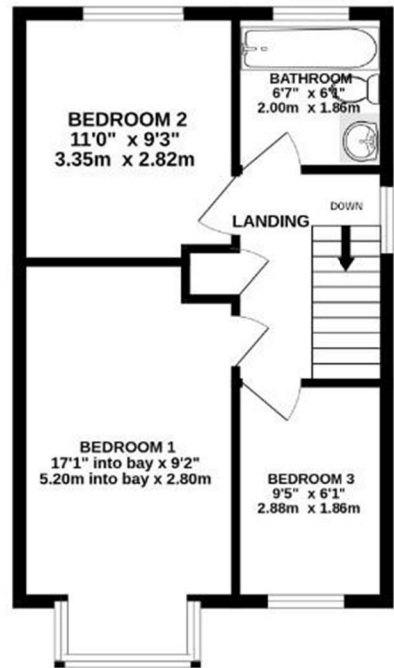 BEDROOM 2
11'0" x 9'3"
3.35m x 2.82m
BATHROOM
6'7" x 6'1"
2.00m x 1.86m
LANDING
DOWN
BEDROOM 1
17'1" into bay x 9'2"
5.20m into bay x 2.80m
BEDROOM 3
9'5" x 6'1"
2.88m x 1.86m